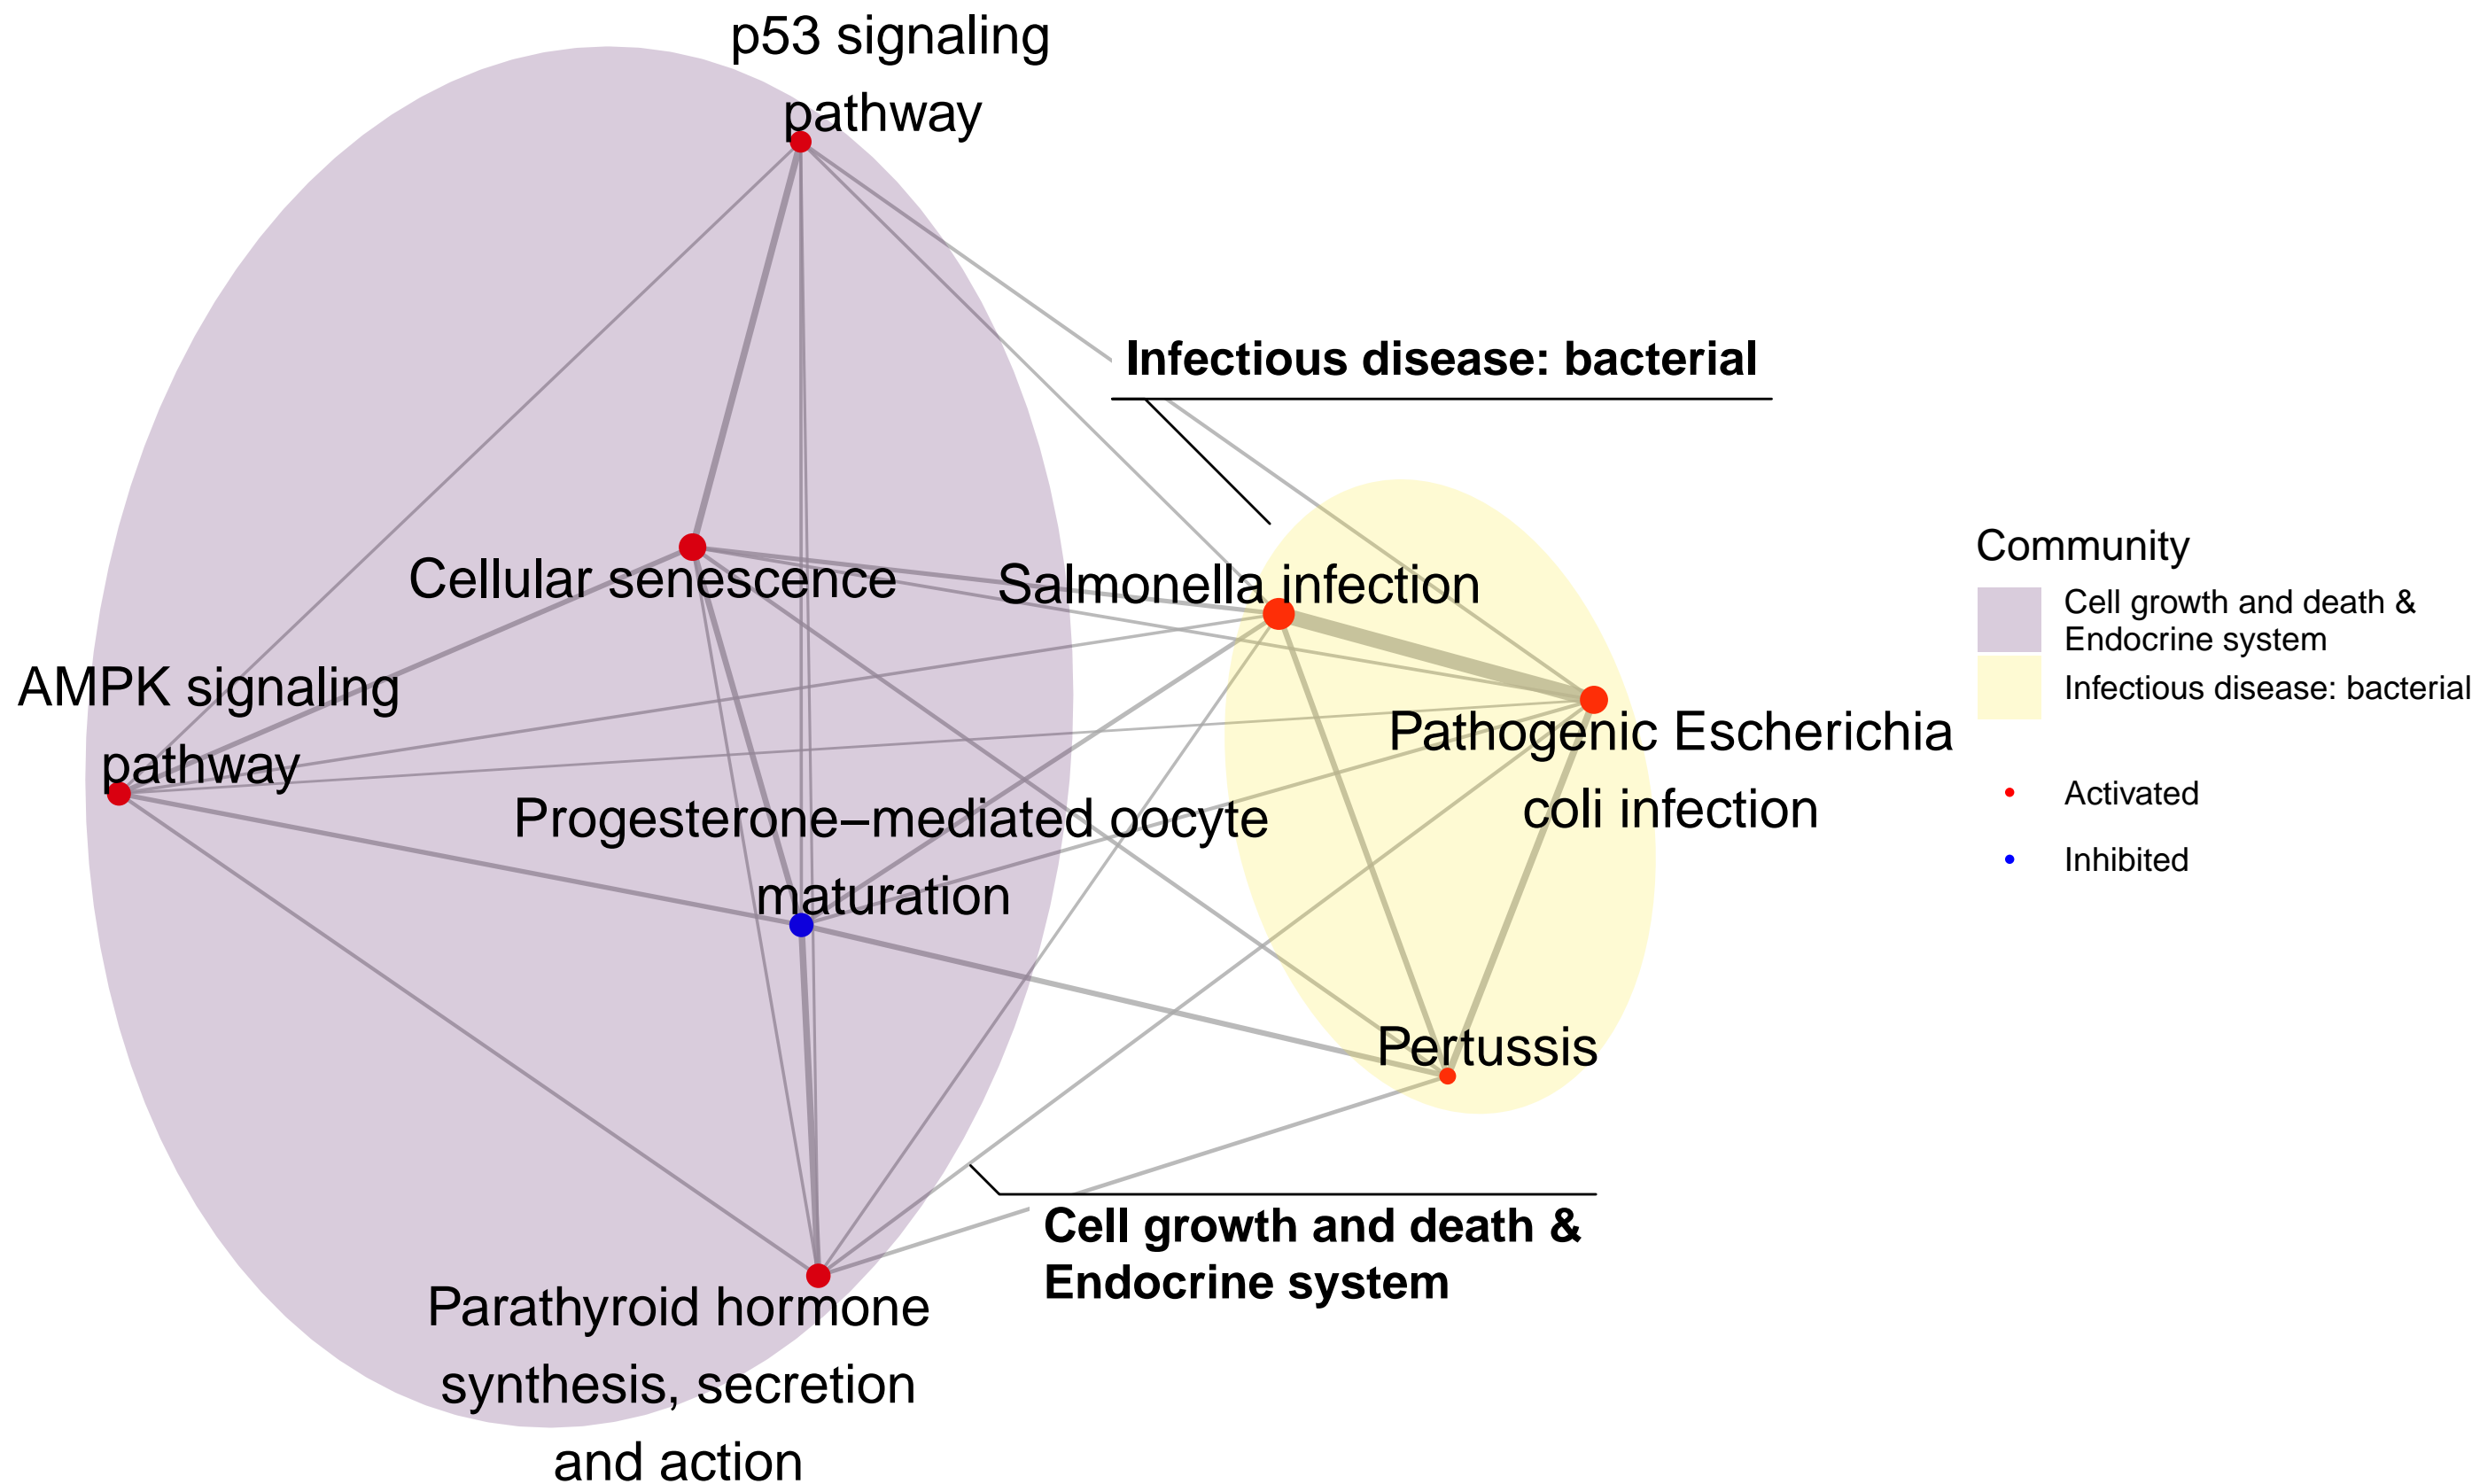 p53 signaling
pathway
Infectious disease: bacterial
Cellular senescence
Salmonella infection
AMPK signaling
pathway
Pathogenic Escherichia
coli infection
Progesterone–mediated oocyte
maturation
Pertussis
Cell growth and death &
Endocrine system
Parathyroid hormone
synthesis, secretion
and action
Community
Cell growth and death &
Endocrine system
Infectious disease: bacterial
Activated
Inhibited